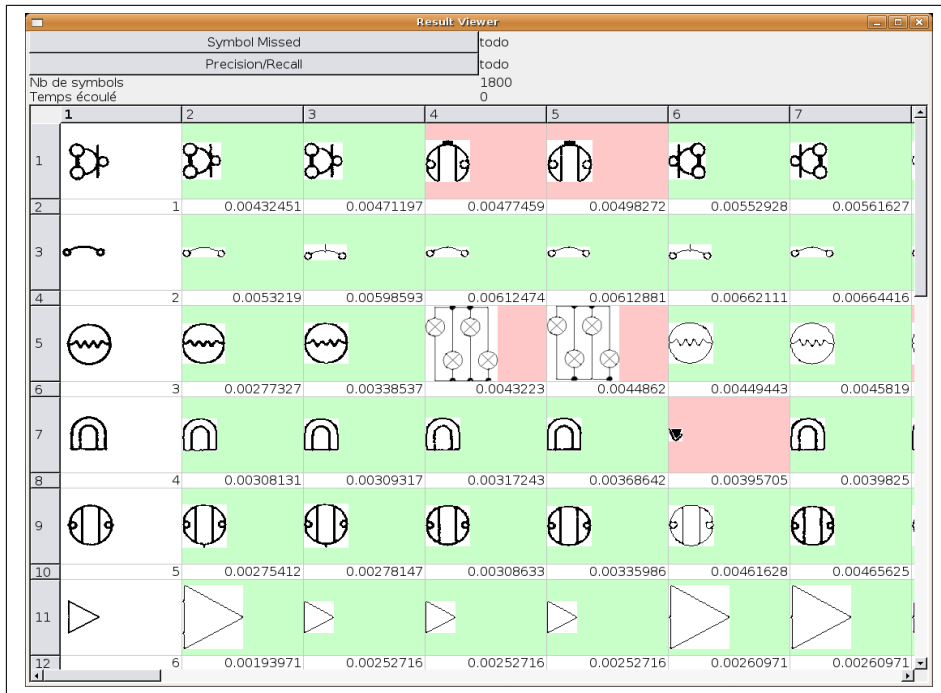 Result Viewer
Symbol Missed todo
Precision/Recall todo
Nb de symbols 1800
Temps écoulé 0
1 2 3 4 5 6 7
1
2 1 0.00432451 0.00471197 0.00477459 0.00498272 0.00552928 0.00561627
3
4 2 0.0053219 0.00598593 0.00612474 0.00612881 0.00662111 0.00664416
5
6 3 0.00277327 0.00338537 0.0043223 0.0044862 0.00449443 0.0045819
7
8 4 0.00308131 0.00309317 0.00317243 0.00368642 0.00395705 0.0039825
9
10 5 0.00275412 0.00278147 0.00308633 0.00335986 0.00461628 0.00465625
11
12 6 0.00193971 0.00252716 0.00252716 0.00252716 0.00260971 0.00260971